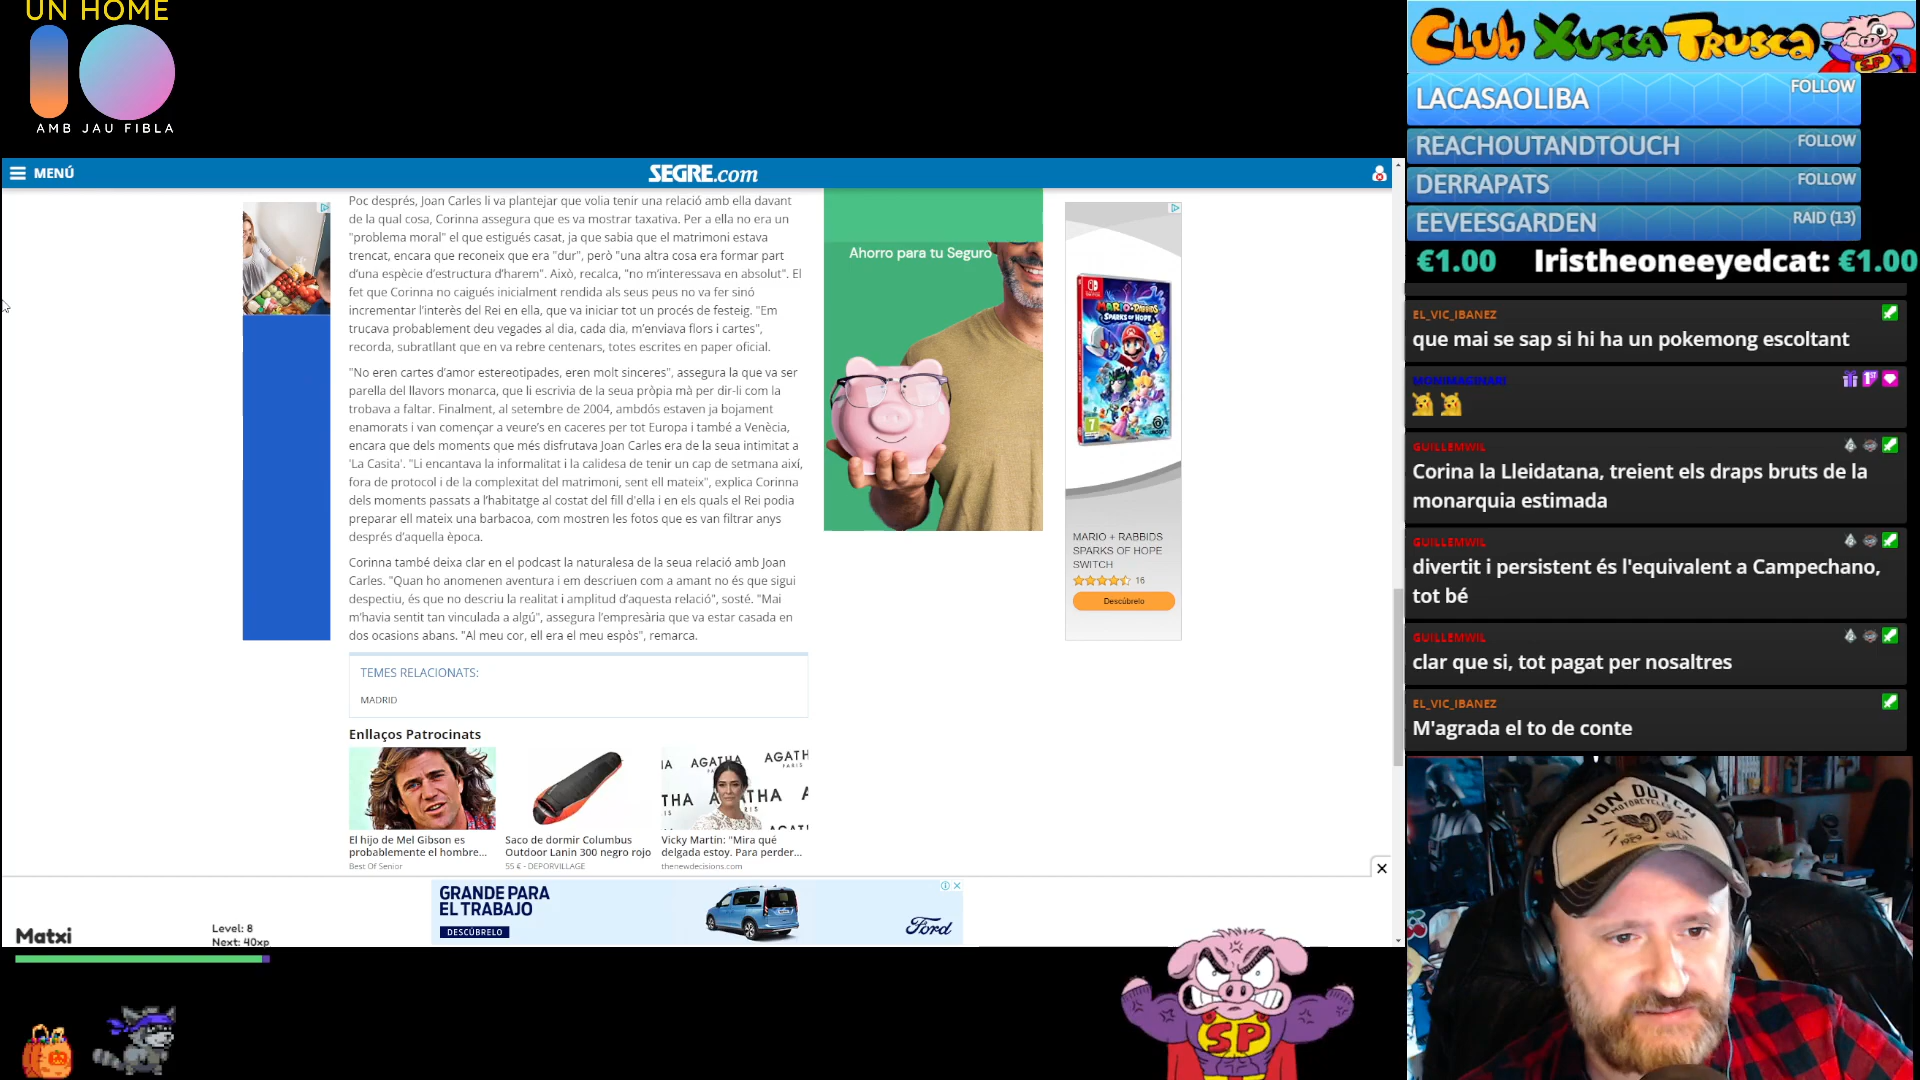 UN HOME
AMB JAU FIBLA
MENÚ
SEGRE.com
Poc després, Joan Carles li va plantejar que volia tenir una relació amb ella davant
de la qual cosa, Corinna assegura que es va mostrar taxativa. Per a ella no era un
"problema moral" el que estigués casat, ja que sabia que el matrimoni estava
trencat, encara que reconeix que era "dur", però "una altra cosa era formar part
d'una espècie d'estructura d'harem". Això, recalca, "no m'interessava en absolut". El
fet que Corinna no caigués inicialment rendida als seus peus no va fer sinó
incrementar l'interès del Rei en ella, que va iniciar tot un procés de festeig. "Em
trucava probablement deu vegades al dia, cada dia, m'enviava flors i cartes",
recorda, subratllant que en va rebre centenars, totes escrites en paper oficial.
"No eren cartes d'amor estereotipades, eren molt sinceres", assegura la que va ser
parella del llavors monarca, que li escrivia de la seua pròpia mà per dir-li com la
trobava a faltar. Finalment, al setembre de 2004, ambdós estaven ja bojament
enamorats i van començar a veure's en caceres per tot Europa i també a Venècia,
encara que dels moments que més disfrutava Joan Carles era de la seua intimitat a
'La Casita'. "Li encantava la informalitat i la calidesa de tenir un cap de setmana així,
fora de protocol i de la complexitat del matrimoni, sent ell mateix", explica Corinna
dels moments passats a l'habitatge al costat del fill d'ella i en els quals el Rei podia
preparar ell mateix una barbacoa, com mostren les fotos que es van filtrar anys
després d'aquella època.
Corinna també deixa clar en el podcast la naturalesa de la seua relació amb Joan
Carles. "Quan ho anomenen aventura i em descriuen com a amant no és que sigui
despectiu, és que no descriu la realitat i amplitud d'aquesta relació", sosté. "Mai
m'havia sentit tan vinculada a algú", assegura l'empresària que va estar casada en
dos ocasions abans. "Al meu cor, ell era el meu espòs", remarca.
TEMES RELACIONATS:
MADRID
Enllaços Patrocinats
AGATHA
PARIS
El hijo de Mel Gibson es
probablemente el hombre...
Best Of Senior
Saco de dormir Columbus
Outdoor Lanin 300 negro rojo
55 € - DEPORVILLAGE
Vicky Martin: "Mira qué
delgada estoy. Para perder...
thenewdecisions.com
Ahorro para tu Seguro
MARIO + RABBIDS
SPARKS OF HOPE
7
MARIO + RABBIDS
SPARKS OF HOPE
SWITCH
16
Descúbrelo
GRANDE PARA
EL TRABAJO
DESCÚBRELO
Ford
Matxi
Level: 8
Next: 40xp
SP
CLUB XUSCA TRUSCA
SP
LACASAOLIBA
FOLLOW
REACHOUTANDTOUCH
FOLLOW
DERRAPATS
FOLLOW
EEVEESGARDEN
RAID (13)
€1.00 Iristheoneeyedcat: €1.00
EL_VIC_IBANEZ
que mai se sap si hi ha un pokemong escoltant
MONIMAGINARI
GUILLEMWIL
Corina la Lleidatana, treient els draps bruts de la
monarquia estimada
GUILLEMWIL
divertit i persistent és l'equivalent a Campechano,
tot bé
GUILLEMWIL
clar que si, tot pagat per nosaltres
EL_VIC_IBANEZ
M'agrada el to de conte
VON DUTCH
MOTORCYCLES